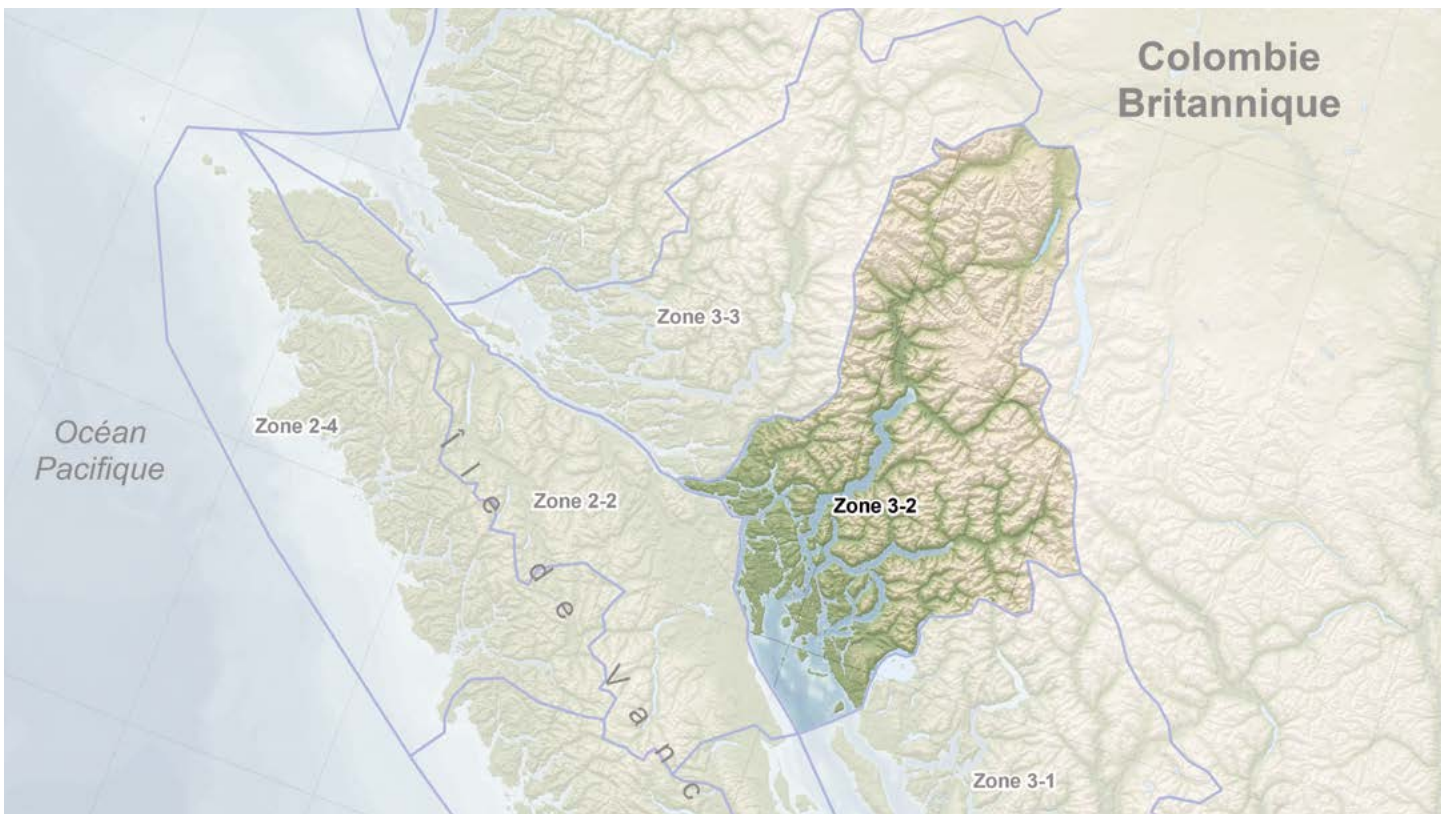 Colombie
Britannique
Zone 3-3
Zone 2-4
Océan
Pacifique
Zone 2-2
Zone 3-2
Île de Vanc
Zone 3-1